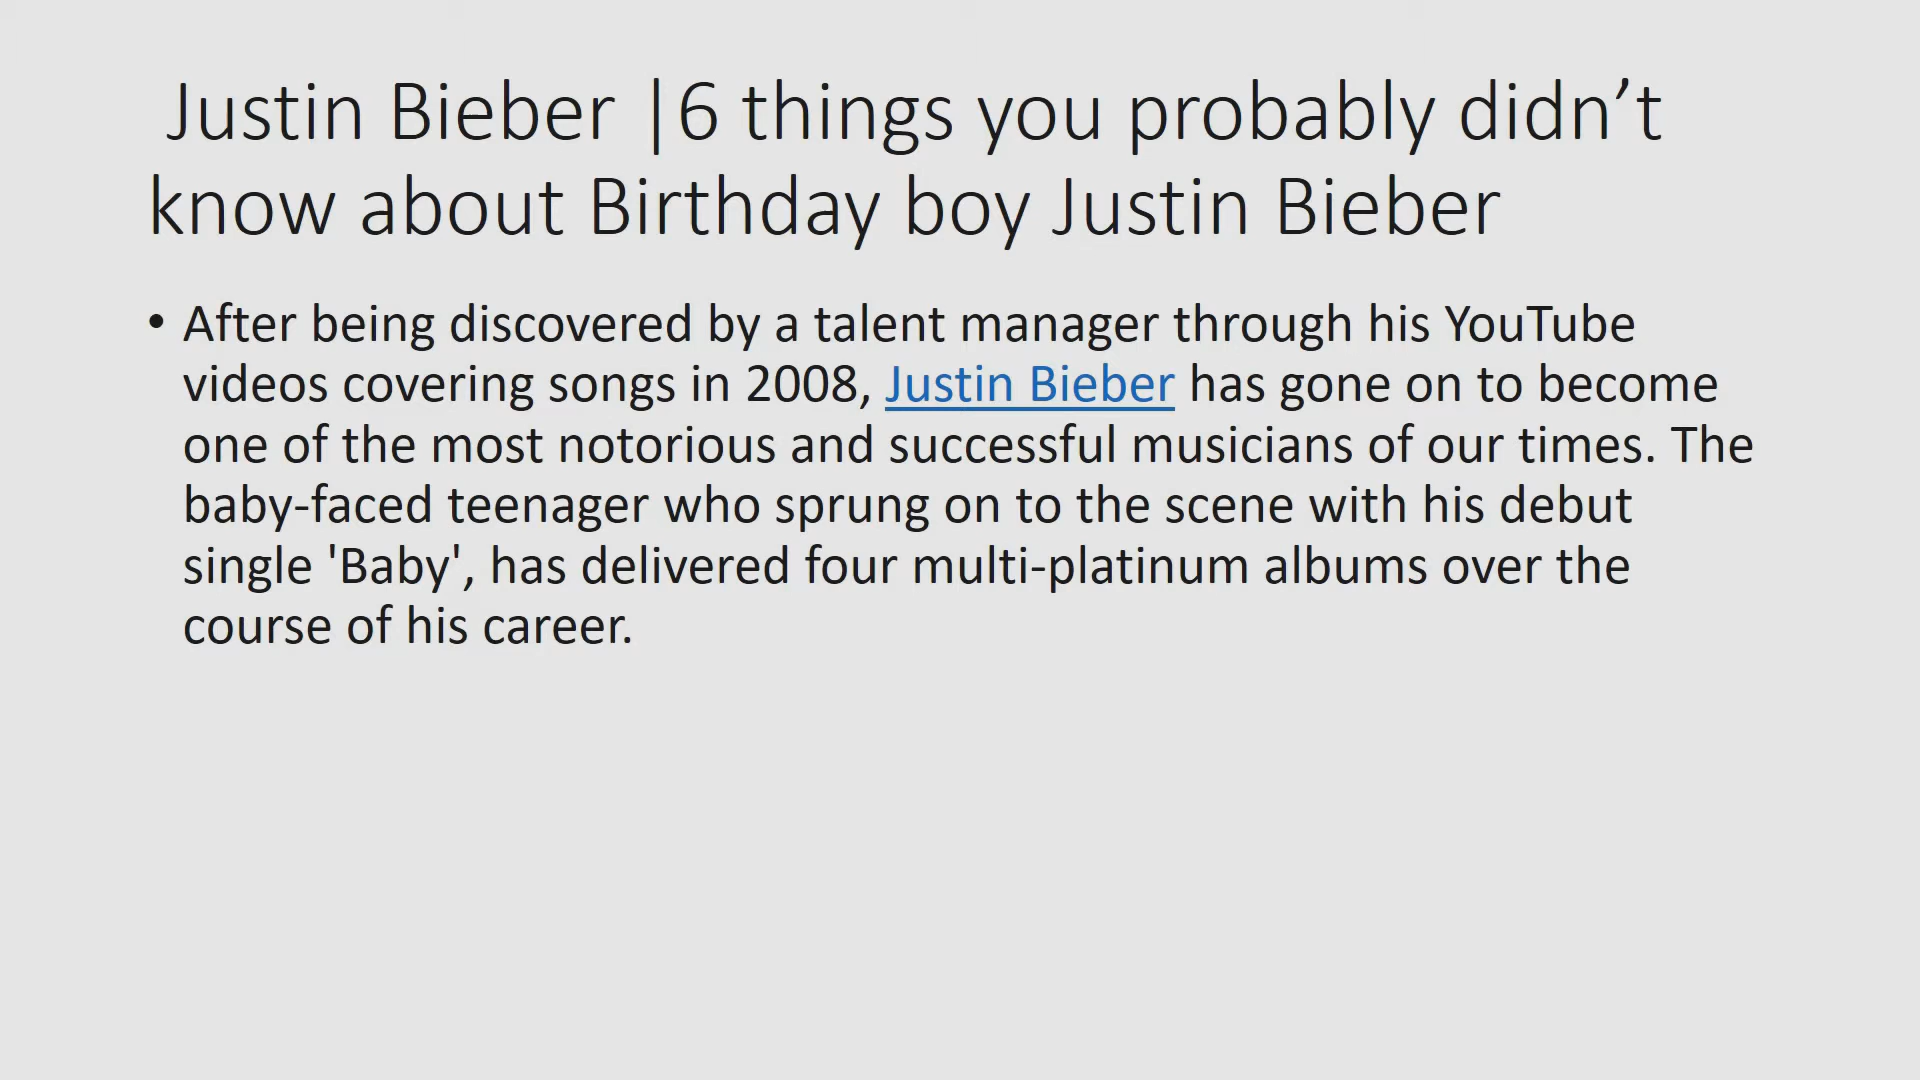 Justin Bieber |6 things you probably didn’t
know about Birthday boy Justin Bieber
• After being discovered by a talent manager through his YouTube
videos covering songs in 2008, Justin Bieber has gone on to become
one of the most notorious and successful musicians of our times. The
baby-faced teenager who sprung on to the scene with his debut
single 'Baby', has delivered four multi-platinum albums over the
course of his career.